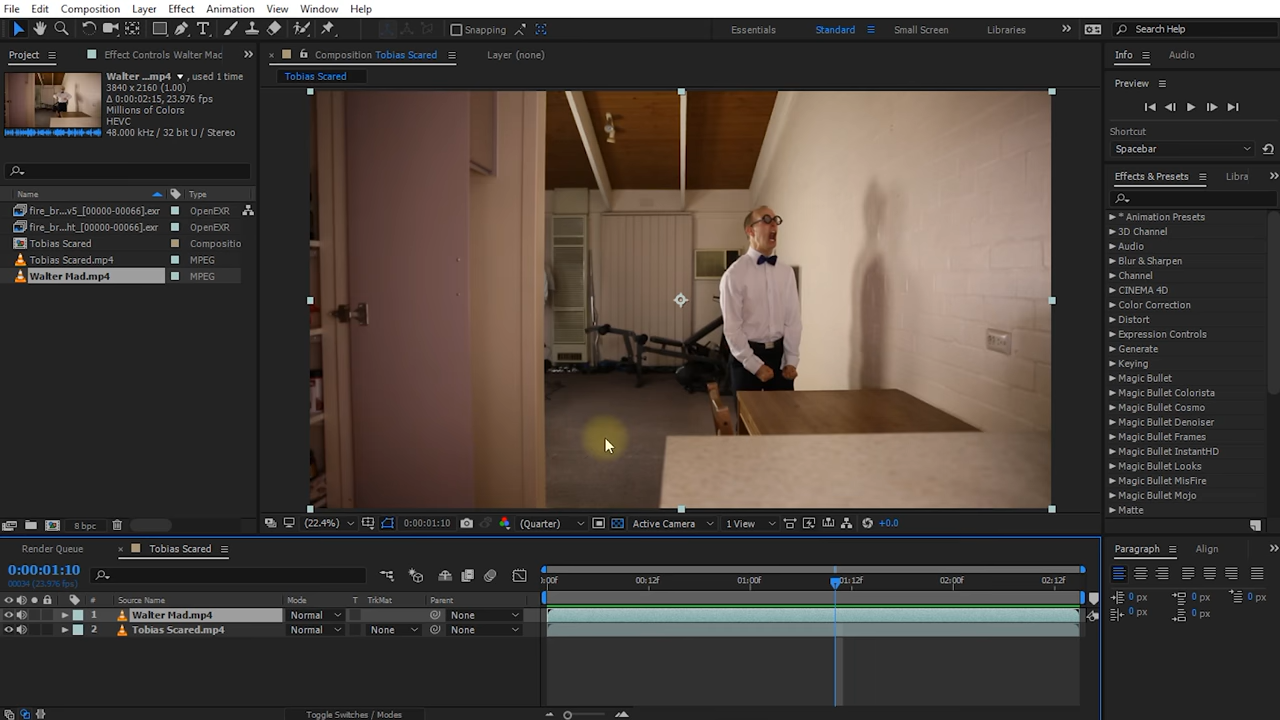 File Edit Composition Layer Effect Animation View Window Help
Snapping Essentials Standard Small Screen Libraries Search Help
Project Effect Controls Walter Mac Composition Tobias Scared Layer (none) Info Audio
Tobias Scared
Walter ...mp4 , used 1 time
3840 x 2160 (1.00)
Δ 0:00:02:15, 23.976 fps
Millions of Colors
HEVC
48.000 kHz / 32 bit U / Stereo
Name Type
fire_br...v5_[00000-00066].exr OpenEXR
fire_br...ht_[00000-00066].exr OpenEXR
Tobias Scared Compositio
Tobias Scared.mp4 MPEG
Walter Mad.mp4 MPEG
8 bpc
(22.4%) 0:00:01:10 (Quarter) Active Camera 1 View +0.0
Preview
Shortcut
Spacebar
Effects & Presets Libra
* Animation Presets
3D Channel
Audio
Blur & Sharpen
Channel
CINEMA 4D
Color Correction
Distort
Expression Controls
Generate
Keying
Magic Bullet
Magic Bullet Colorista
Magic Bullet Cosmo
Magic Bullet Denoiser
Magic Bullet Frames
Magic Bullet InstantHD
Magic Bullet Looks
Magic Bullet MisFire
Magic Bullet Mojo
Matte
Render Queue Tobias Scared
0:00:01:10
00034 (23.976 fps)
# Source Name Mode T TrkMat Parent
:00f 00:12f 01:00f 01:12f 02:00f 02:12f
1 Walter Mad.mp4 Normal None
2 Tobias Scared.mp4 Normal None None
Toggle Switches / Modes
Paragraph Align
0 px 0 px 0 px
0 px 0 px